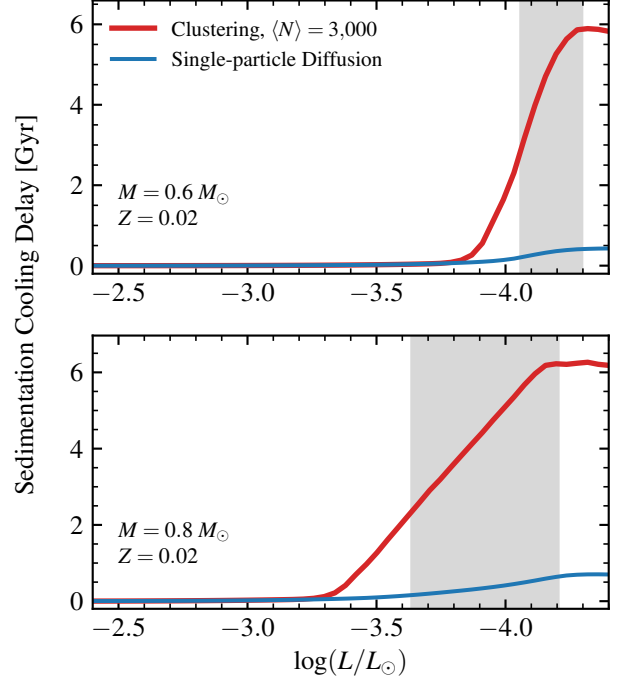 Sedimentation Cooling Delay [Gyr]
6
4
2
0
Clustering, ⟨N⟩ = 3,000
Single-particle Diffusion
M = 0.6 M⊙
Z = 0.02
−2.5 −3.0 −3.5 −4.0
6
4
2
0
M = 0.8 M⊙
Z = 0.02
−2.5 −3.0 −3.5 −4.0
log(L/L⊙)